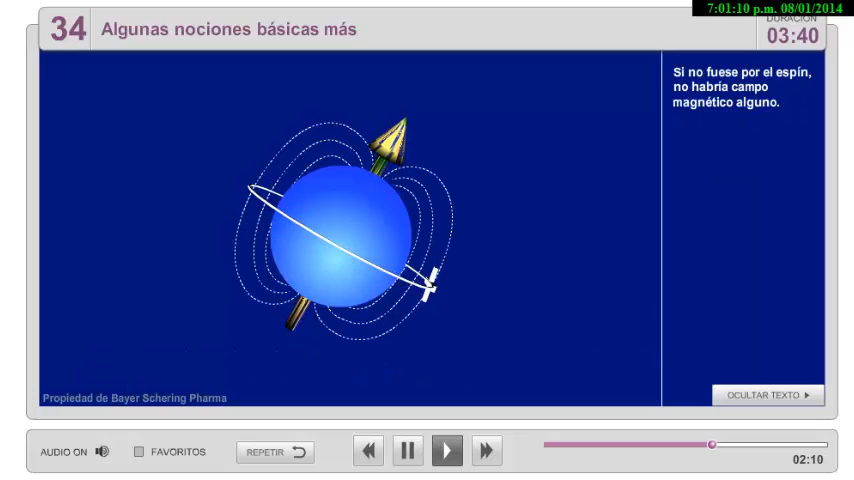 7:01:10 p.m. 08/01/2014
34
Algunas nociones básicas más
DURACIÓN
03:40
Si no fuese por el espín,
no habría campo
magnético alguno.
Propiedad de Bayer Schering Pharma
OCULTAR TEXTO
AUDIO ON
FAVORITOS
REPETIR
02:10